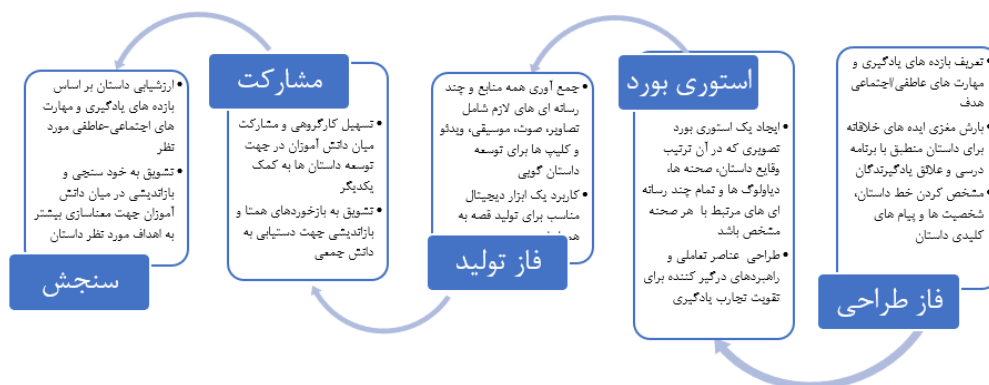 • تعریف بازده های یادگیری و
مهارت های عاطفی/اجتماعی
هدف
• بارش مغزی ایده های خلاقانه
برای داستان منطبق با برنامه
درسی و علائق یادگیرندگان
• مشخص کردن خط داستان،
شخصیت ها و پیام های
کلیدی داستان
فاز طراحی
استوری بورد
• ایجاد یک استوری بورد
تصویری که در آن ترتیب
وقایع داستان، صحنه ها،
دیالوگ ها و تمام چند رسانه
ای های مرتبط با هر صحنه
مشخص باشد
• طراحی عناصر تعاملی و
راهبردهای درگیر کننده برای
تقویت تجارب یادگیری
• جمع آوری همه منابع و چند
رسانه ای های لازم شامل
تصاویر، صوت، موسیقی، ویدئو
و کلیپ ها برای توسعه
داستان گویی
• کاربرد یک ابزار دیجیتال
مناسب برای تولید قصه به
فاز تولید
مشارکت
• تسهیل کارگروهی و مشارکت
میان دانش آموزان در جهت
توسعه داستان ها به کمک
یکدیگر
• تشویق به بازخوردهای همتا و
بازاندیشی جهت دستیابی به
دانش جمعی
• ارزشیابی داستان بر اساس
بازده های یادگیری و مهارت
های اجتماعی-عاطفی مورد
نظر
• تشویق به خود سنجی و
بازاندیشی در میان دانش
آموزان جهت معناسازی بیشتر
به اهداف مورد نظر داستان
سنجش